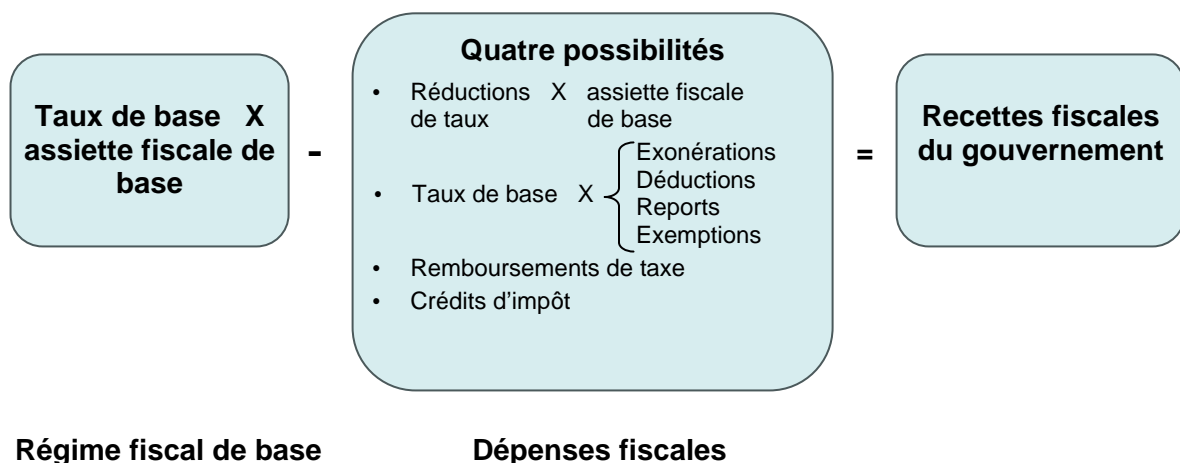 Taux de base X
assiette fiscale de
base
-
Quatre possibilités
• Réductions X assiette fiscale
de taux de base
• Taux de base X
Exonérations
Déductions
Reports
Exemptions
• Remboursements de taxe
• Crédits d'impôt
=
Recettes fiscales
du gouvernement
Régime fiscal de base
Dépenses fiscales